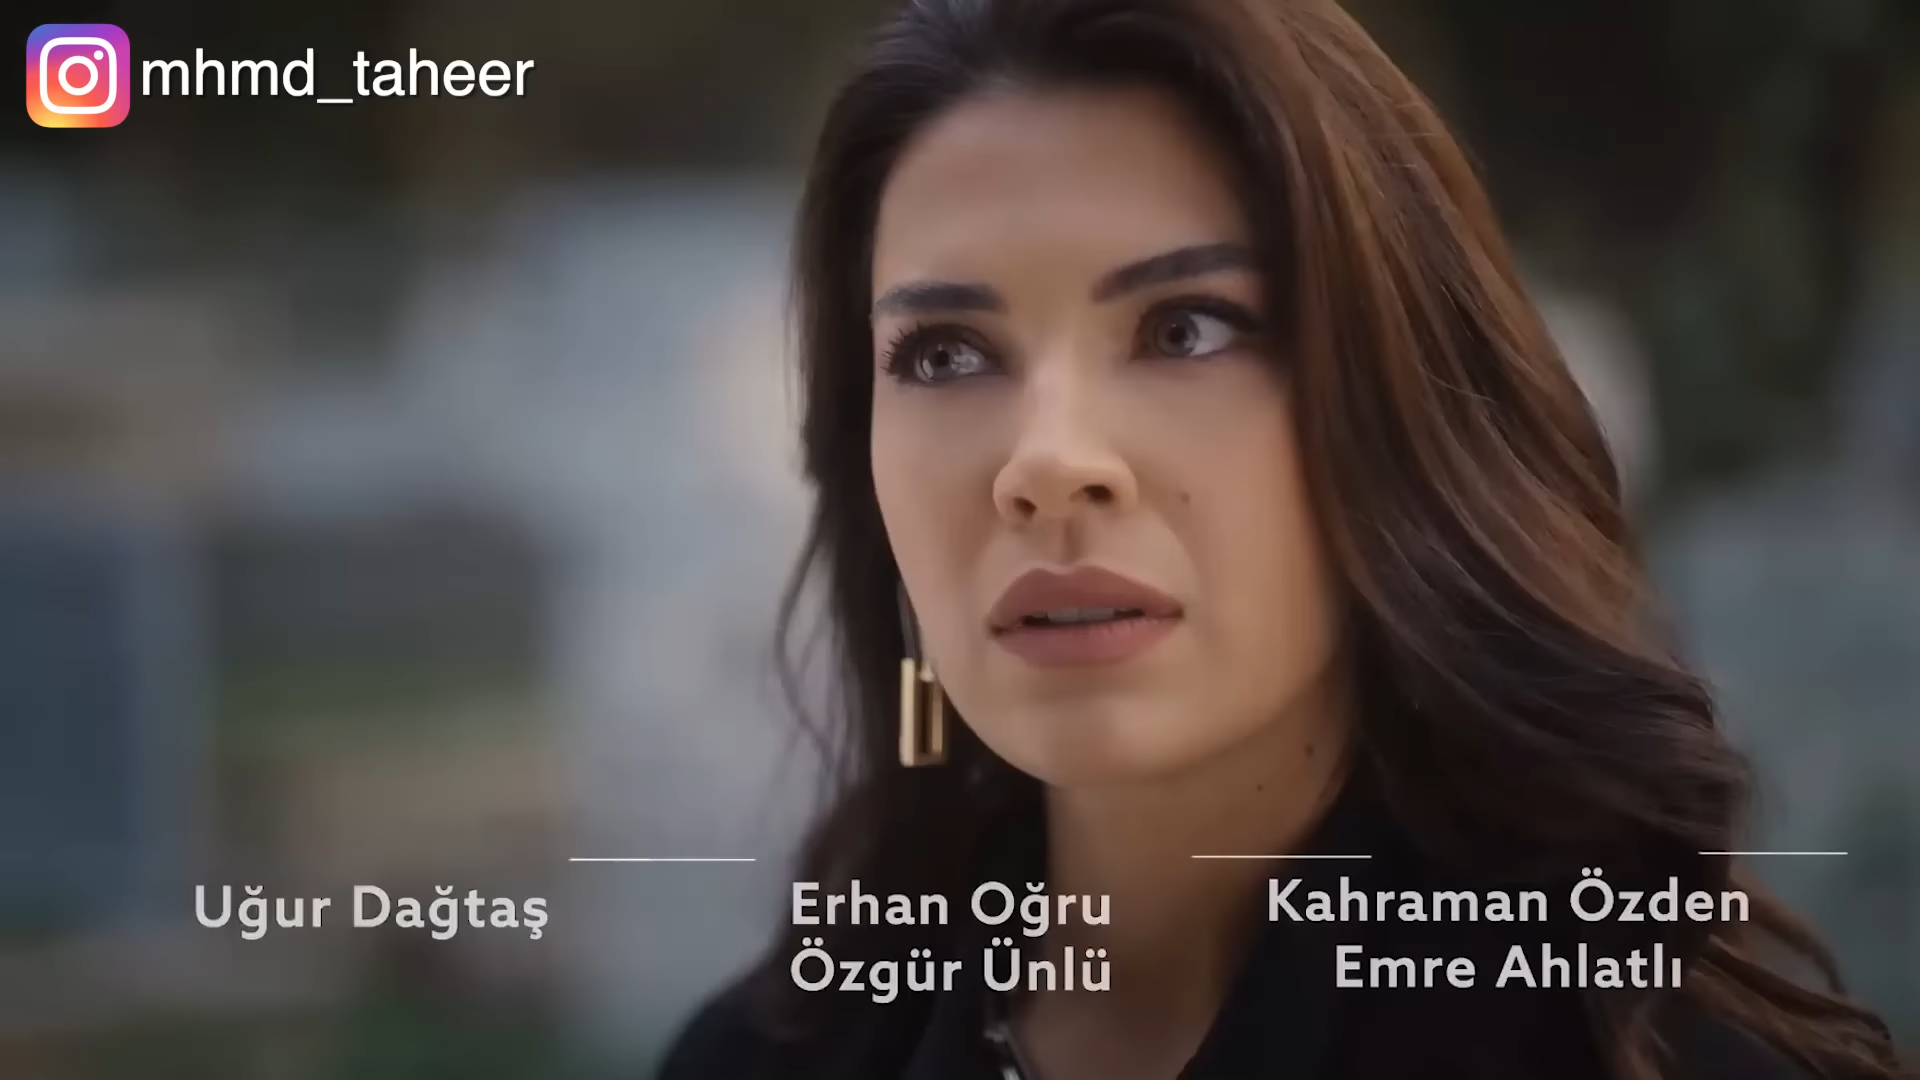 mhmd_taheer
Uğur Dağtaş
Erhan Oğru
Özgür Ünlü
Kahraman Özden
Emre Ahlatlı